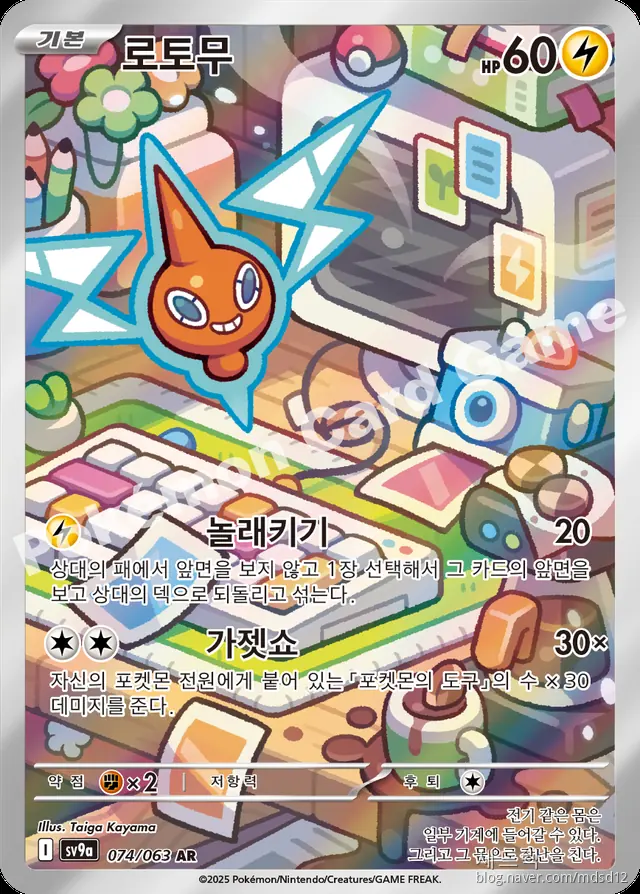 기본
로토무
HP60
Pokémon Card Game
놀래키기 20
상대의 패에서 앞면을 보지 않고 1장 선택해서 그 카드의 앞면을
보고 상대의 덱으로 되돌리고 섞는다.
가젯쇼 30×
자신의 포켓몬 전원에게 붙어 있는 「포켓몬의 도구」의 수 ×30
데미지를 준다.
약점 ×2 저항력 후퇴
Illus. Taiga Kayama
전기 같은 몸은
일부 기계에 들어갈 수 있다.
그리고 그 몸으로 장난을 친다.
I sv9a 074/063 AR
©2025 Pokémon/Nintendo/Creatures/GAME FREAK.
blog.naver.com/mdsd12